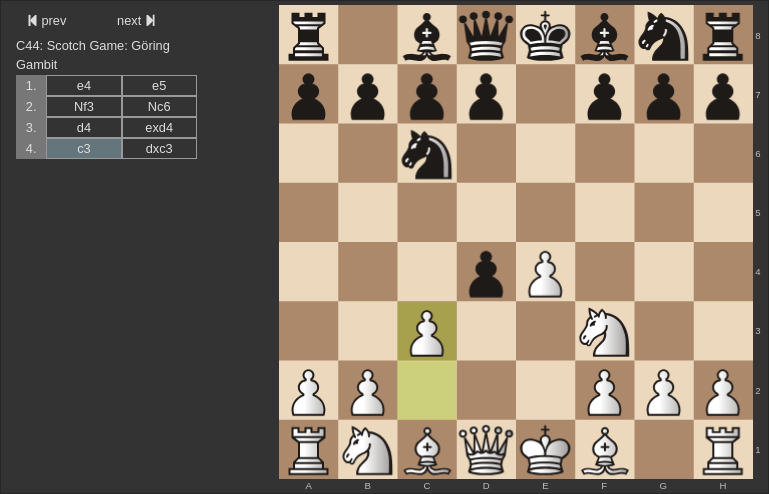 prev next
C44: Scotch Game: Göring
Gambit
1. e4 e5
2. Nf3 Nc6
3. d4 exd4
4. c3 dxc3
8
7
6
5
4
3
2
1
A B C D E F G H